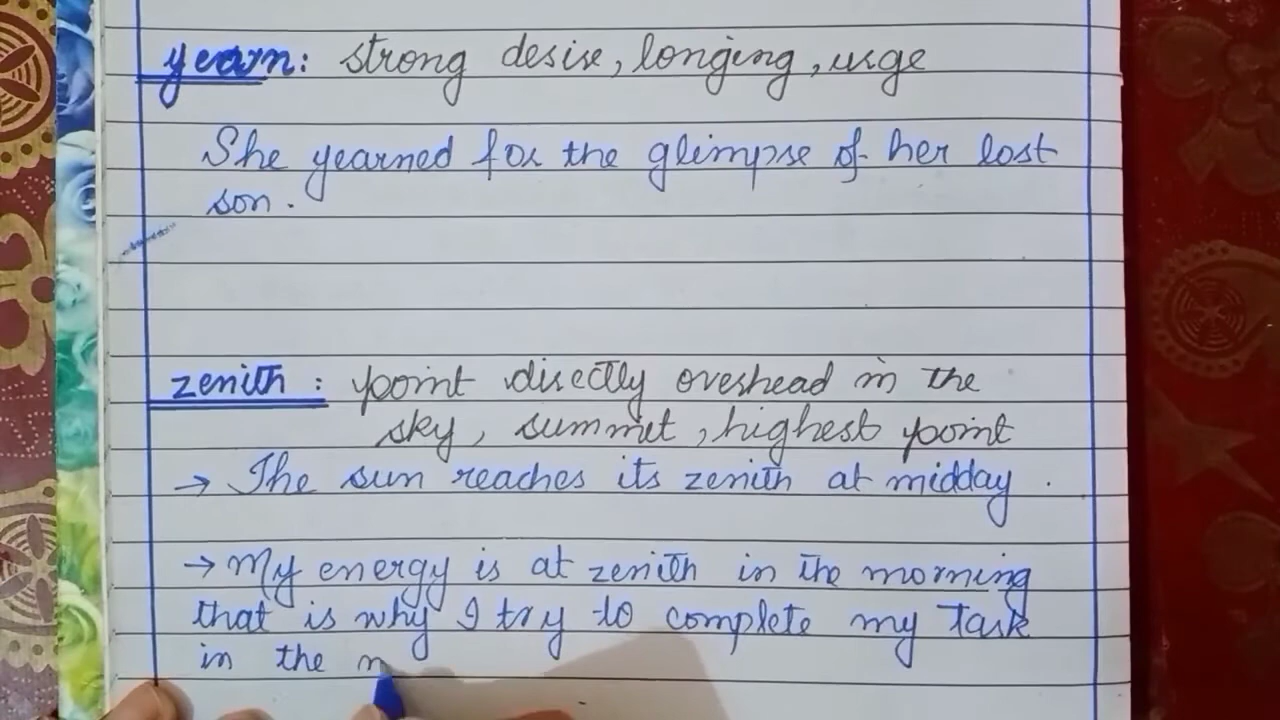 yearn: strong desire, longing, urge
She yearned for the glimpse of her lost
son.
zenith: point directly overhead in the
sky, summit, highest point
→ The sun reaches its zenith at midday.
→ My energy is at zenith in the morning
that is why I try to complete my task
in the m